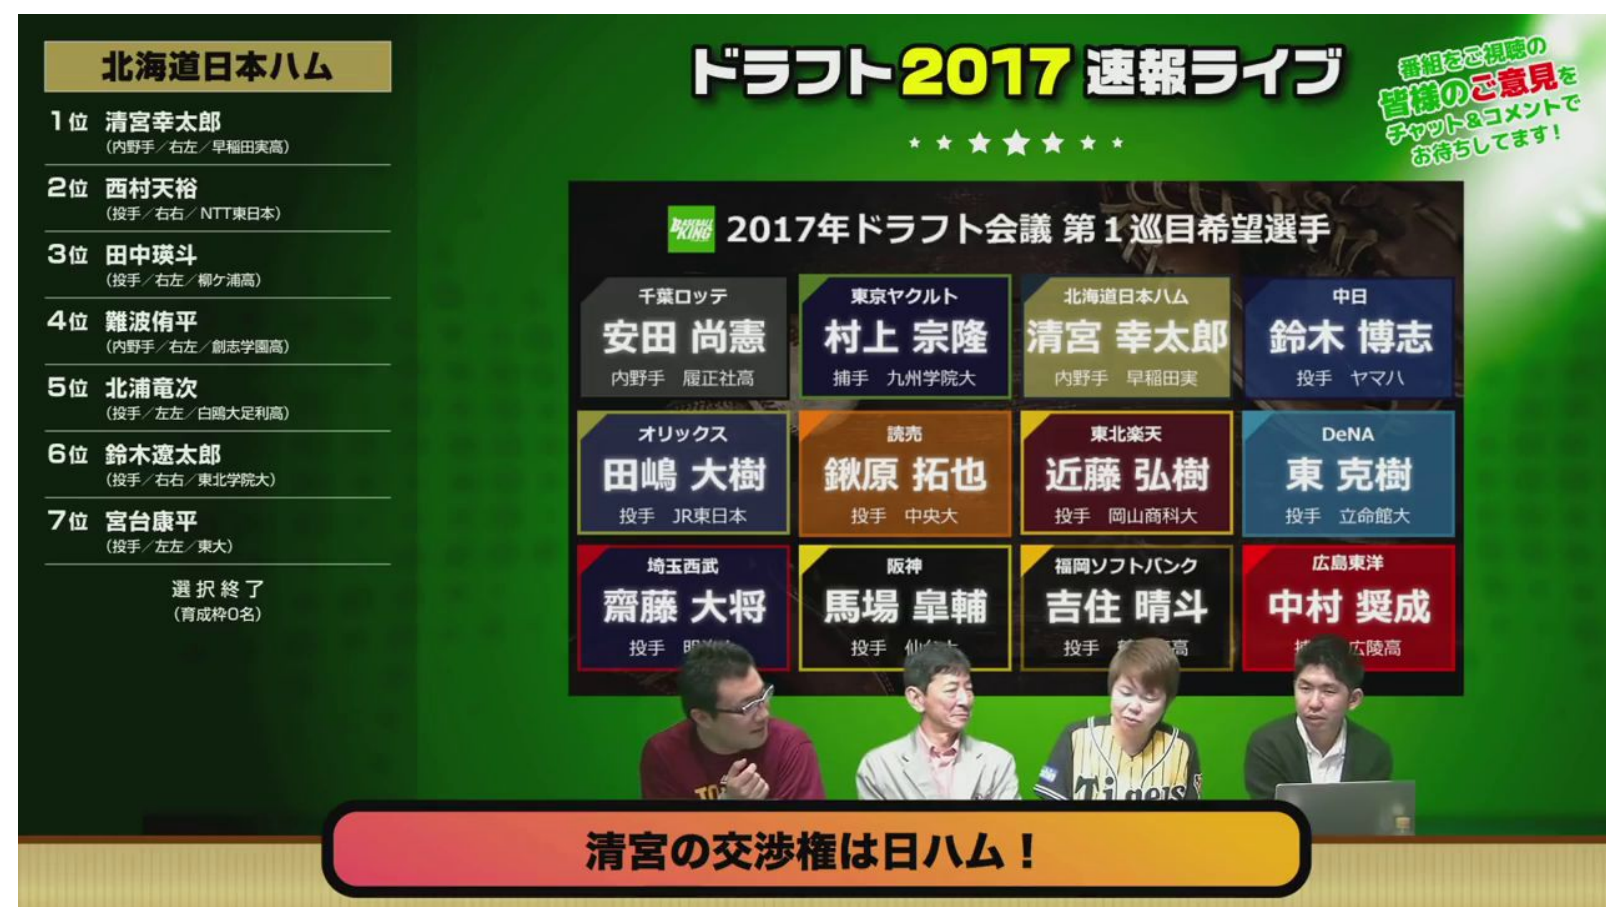 北海道日本ハム
1位 清宮幸太郎
(内野手/右左/早稲田実高)
2位 西村天裕
(投手/右右/NTT東日本)
3位 田中瑛斗
(投手/右左/柳ケ浦高)
4位 難波侑平
(内野手/右左/創志学園高)
5位 北浦竜次
(投手/左左/白鴎大足利高)
6位 鈴木遼太郎
(投手/右右/東北学院大)
7位 宮台康平
(投手/左左/東大)
選択終了
(育成枠0名)
ドラフト2017速報ライブ
番組をご視聴の
皆様のご意見を
チャット&コメントで
お待ちしてます!
BASEBALL KING
2017年ドラフト会議 第1巡目希望選手
千葉ロッテ
安田 尚憲
内野手 履正社高
東京ヤクルト
村上 宗隆
捕手 九州学院大
北海道日本ハム
清宮 幸太郎
内野手 早稲田実
中日
鈴木 博志
投手 ヤマハ
オリックス
田嶋 大樹
投手 JR東日本
読売
鍬原 拓也
投手 中央大
東北楽天
近藤 弘樹
投手 岡山商科大
DeNA
東 克樹
投手 立命館大
埼玉西武
齋藤 大将
投手
阪神
馬場 皐輔
投手
福岡ソフトバンク
吉住 晴斗
投手
広島東洋
中村 奨成
広陵高
Tigers
清宮の交渉権は日ハム!